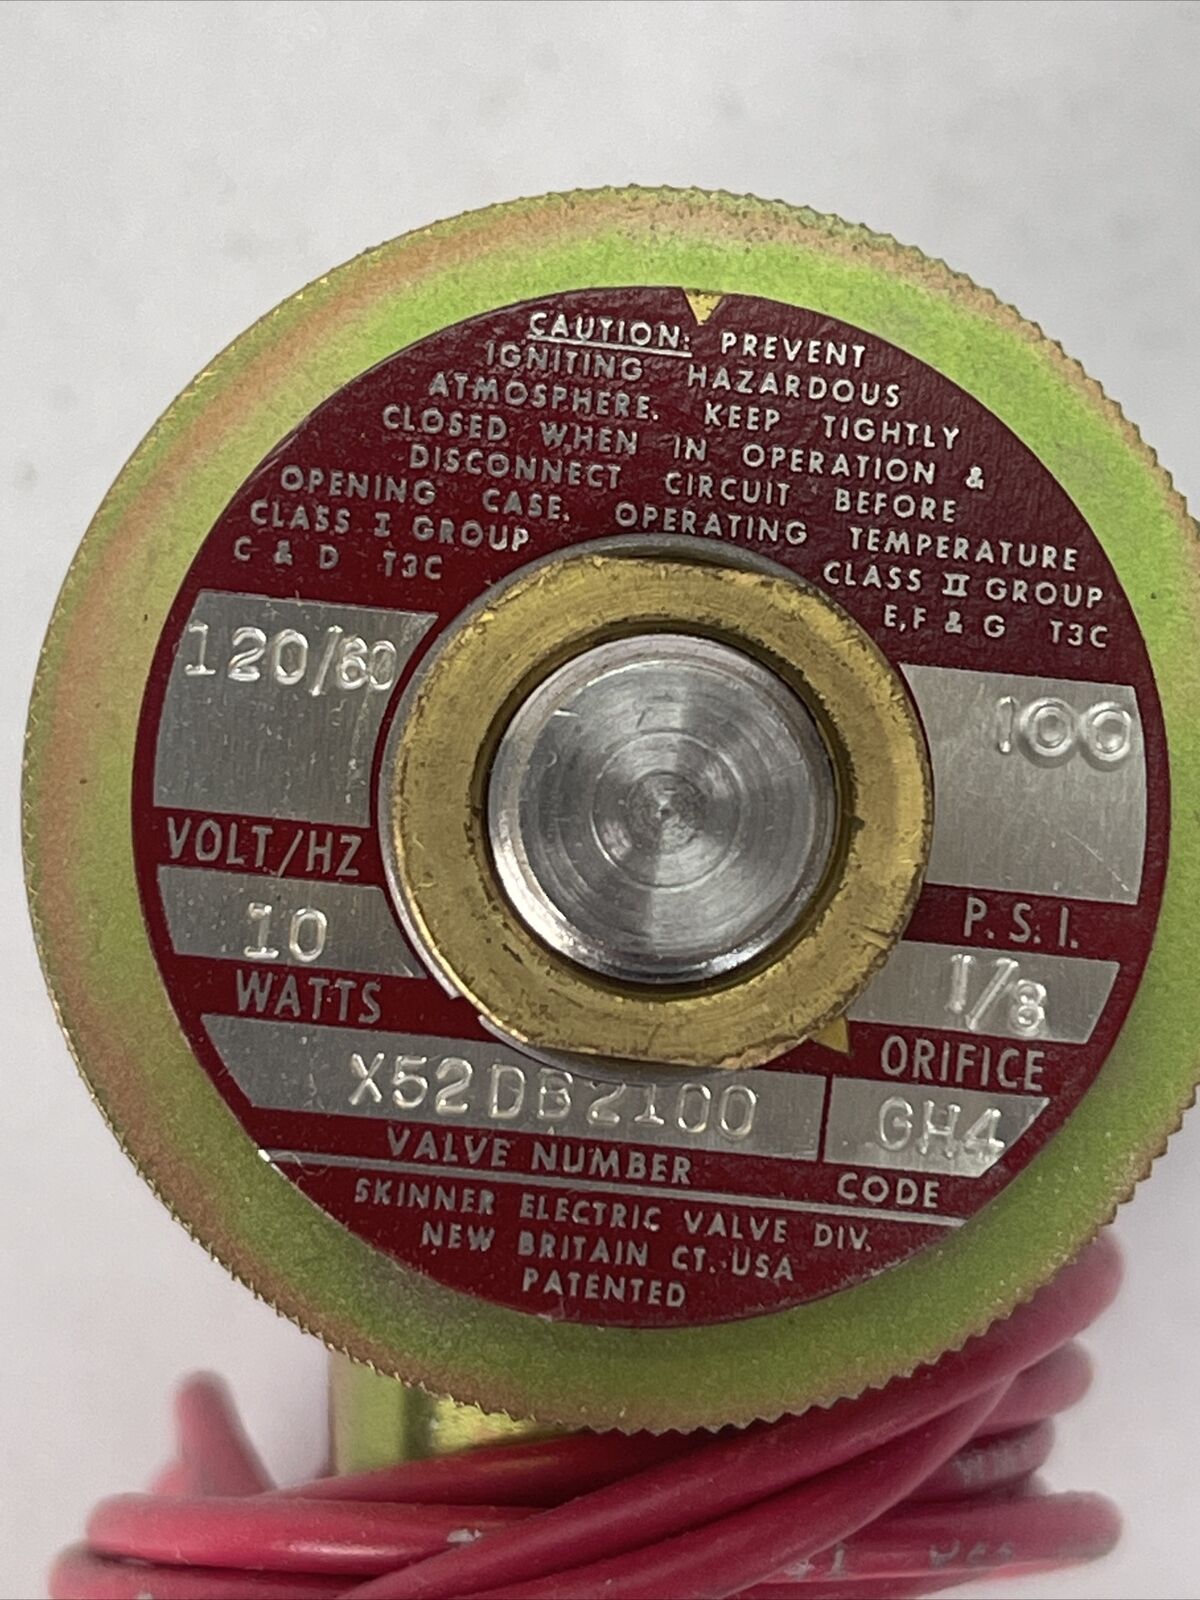 CAUTION: PREVENT
IGNITING HAZARDOUS
ATMOSPHERE. KEEP TIGHTLY
CLOSED WHEN IN OPERATION &
DISCONNECT CIRCUIT BEFORE
OPENING CASE. OPERATING TEMPERATURE
CLASS I GROUP
C & D T3C
CLASS II GROUP
E,F & G T3C
120/60
VOLT/HZ
100
P.S.I.
10
WATTS
1/8
ORIFICE
X52DB2100
VALVE NUMBER
GH4
CODE
SKINNER ELECTRIC VALVE DIV.
NEW BRITAIN CT. USA
PATENTED